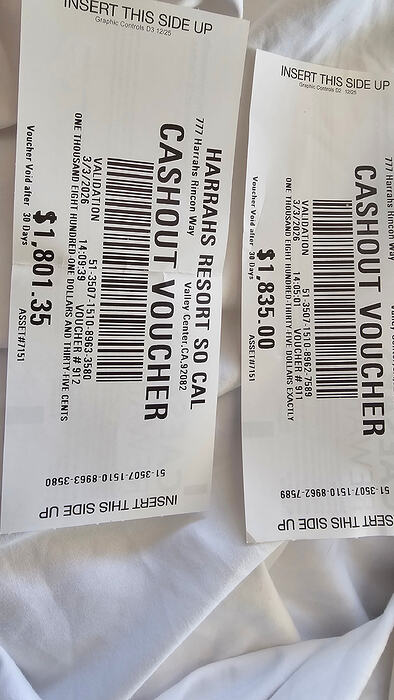 INSERT THIS SIDE UP
Graphic Controls D3 12/25
HARRAHS RESORT SO CAL
777 Harrahs Rincon Way
Valley Center,CA,92082
CASHOUT VOUCHER
VALIDATION 51-3507-1510-8963-3580
3/3/2026 14:09:39 VOUCHER # 912
ONE THOUSAND EIGHT HUNDRED-ONE DOLLARS AND THIRTY-FIVE CENTS
$1,801.35
Voucher Void after 30 Days
ASSET#7151
51-3507-1510-8963-3580
INSERT THIS SIDE UP
INSERT THIS SIDE UP
Graphic Controls D2 12/25
777 Harrahs Rincon Way
CASHOUT VOUCHER
VALIDATION 51-3507-1510-8962-7589
3/2/2026 14:05:01 VOUCHER # 911
ONE THOUSAND EIGHT HUNDRED-THIRTY-FIVE DOLLARS EXACTLY
$1,835.00
Voucher Void after 30 Days
ASSET#7151
51-3507-1510-8962-7589
INSERT THIS SIDE UP